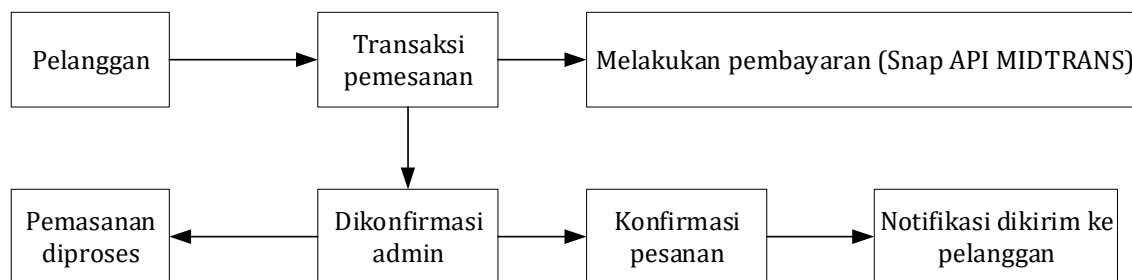 Pelanggan
Transaksi
pemesanan
Melakukan pembayaran (Snap API MIDTRANS)
Pemasanan
diproses
Dikonfirmasi
admin
Konfirmasi
pesanan
Notifikasi dikirim ke
pelanggan